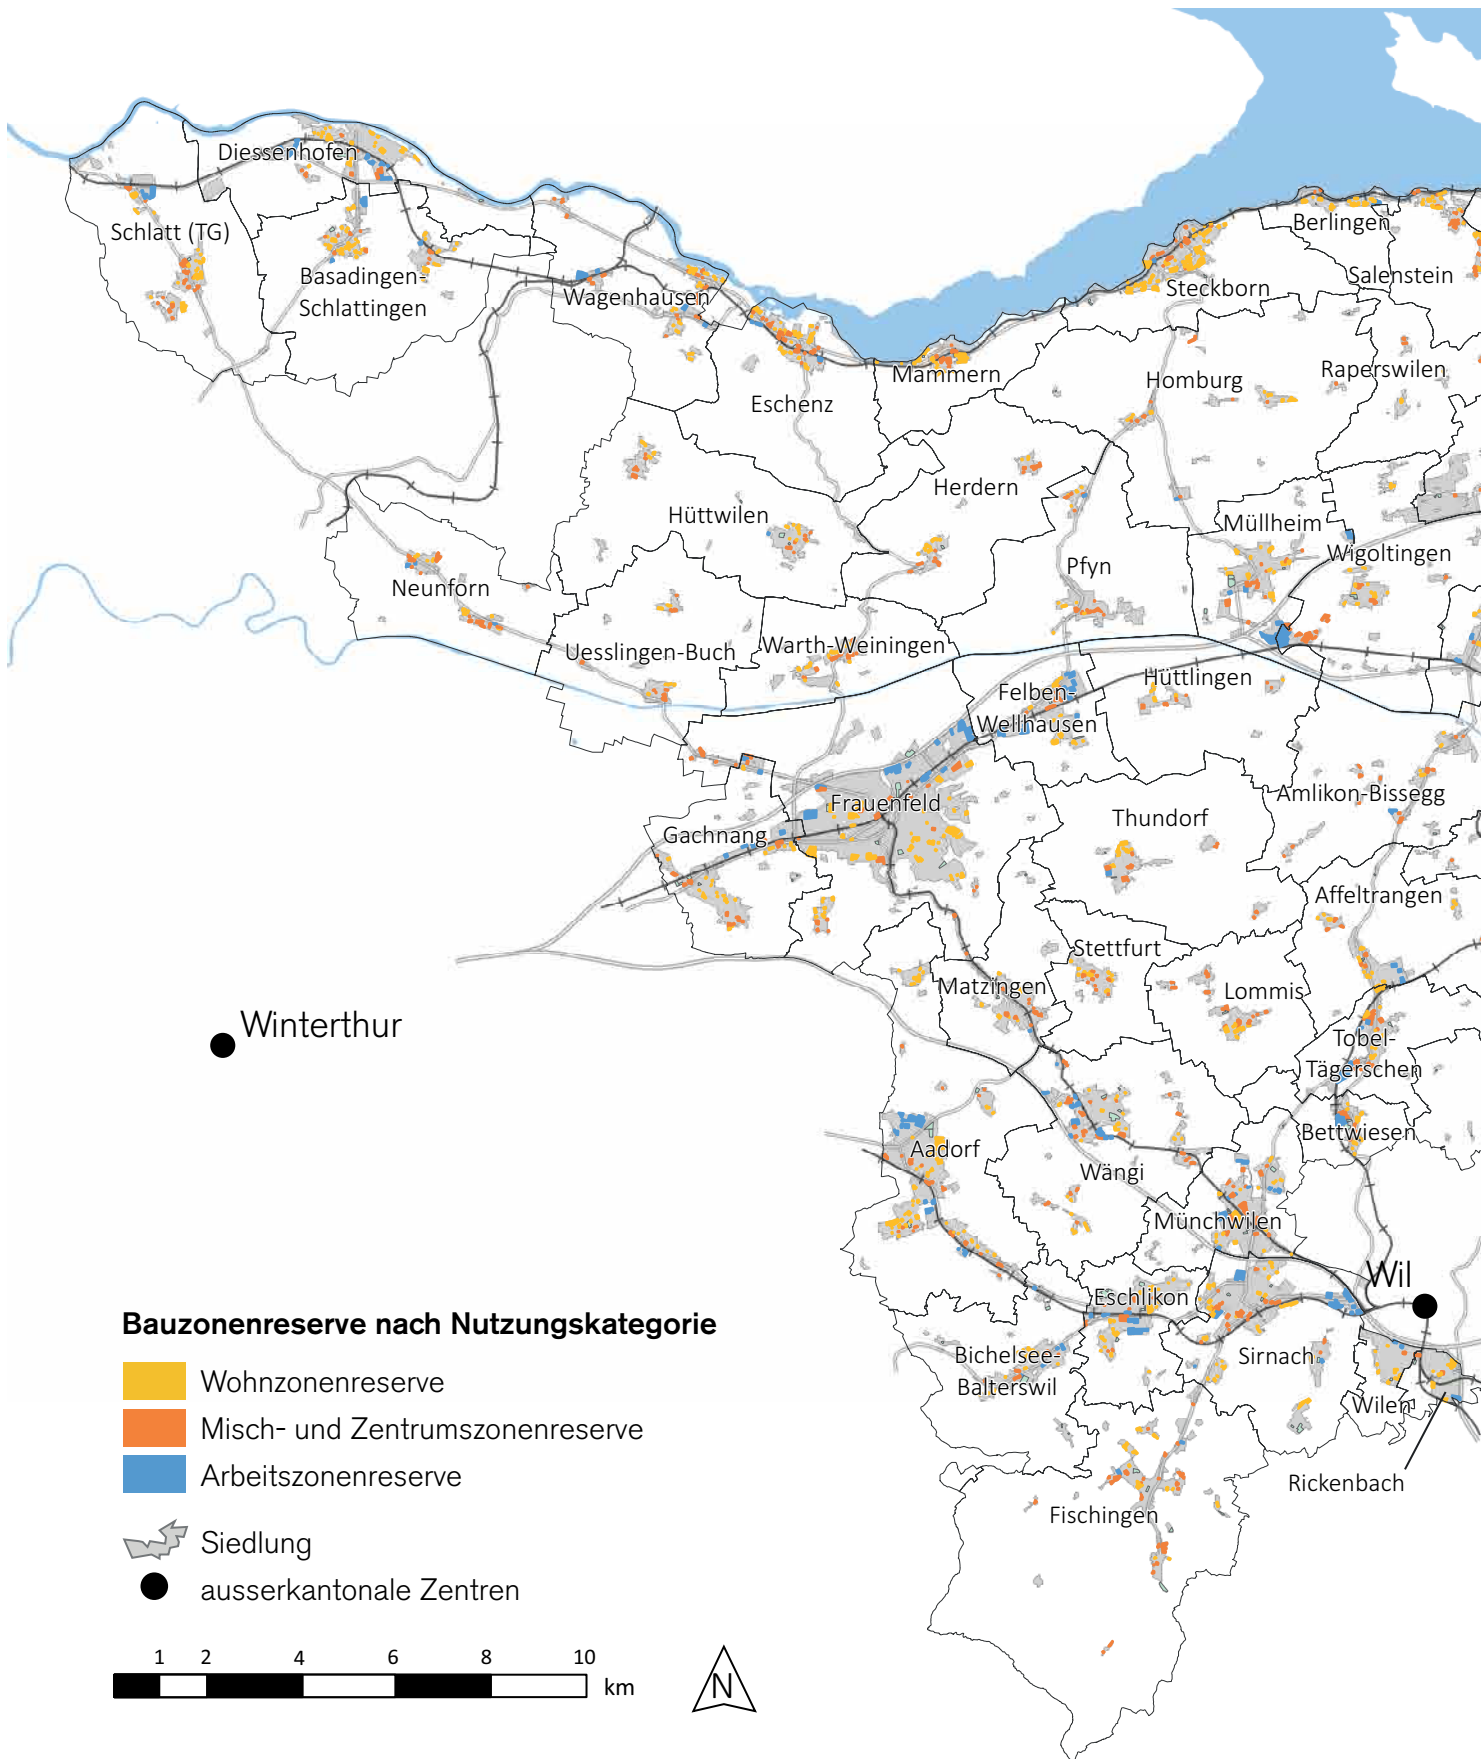 Diessenhofen
Schlatt (TG)
Basadingen-
Schlattingen
Wagenhausen
Berlingen
Salenstein
Steckborn
Mammern
Eschenz
Homburg
Raperswilen
Herdern
Hüttwilen
Müllheim
Wigoltingen
Pfyn
Neunforn
Uesslingen-Buch
Warth-Weiningen
Felben-
Wellhausen
Hüttlingen
Frauenfeld
Gachnang
Thundorf
Amlikon-Bissegg
Affeltrangen
Stettfurt
Matzingen
Lommis
Winterthur
Tobel-
Tägerschen
Bettwiesen
Aadorf
Wängi
Münchwilen
Wil
Eschlikon
Bichelsee-
Balterswil
Sirnach
Wilen
Rickenbach
Fischingen
Bauzonenreserve nach Nutzungskategorie
Wohnzonenreserve
Misch- und Zentrumszonenreserve
Arbeitszonenreserve
Siedlung
ausserkantonale Zentren
1 2 4 6 8 10
km
N